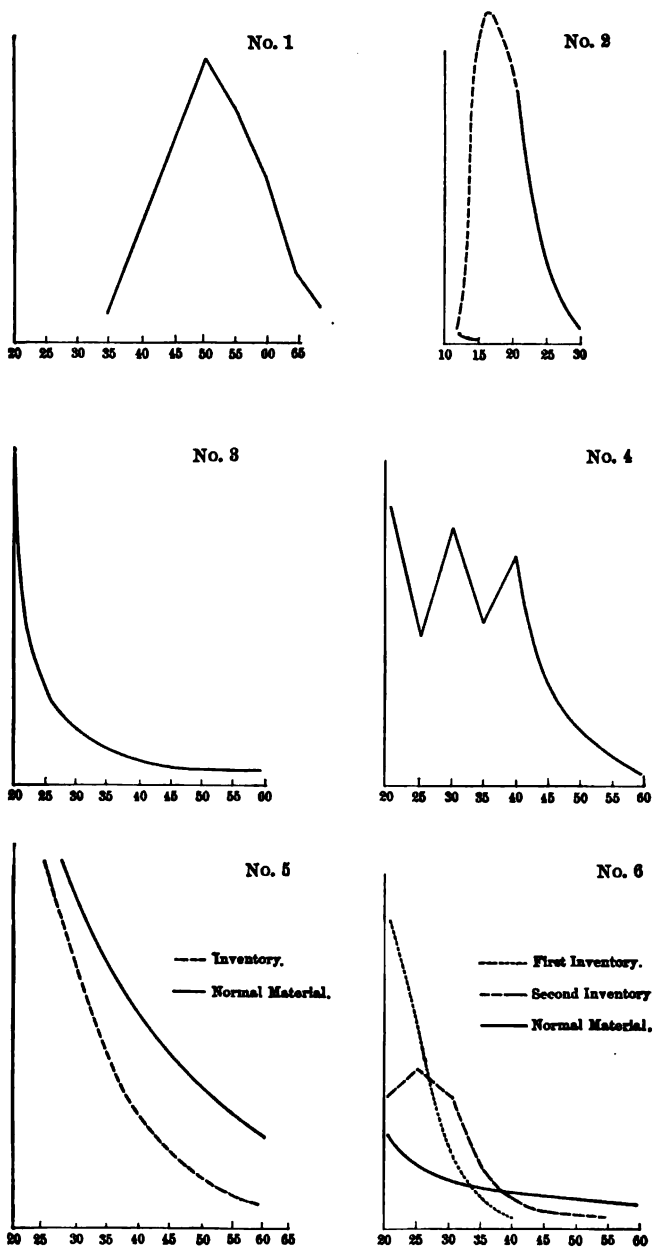 No. 1
20 35 40 45 50 55 60 65
No. 2
10 15 20 25 30
No. 3
20 25 30 35 40 45 50 55 60
No. 4
20 25 30 35 40 45 50 55 60
No. 5
Inventory.
Normal Material.
20 25 30 35 40 45 50 55 60 65
No. 6
First Inventory.
Second Inventory
Normal Material.
20 25 30 35 40 45 50 55 60